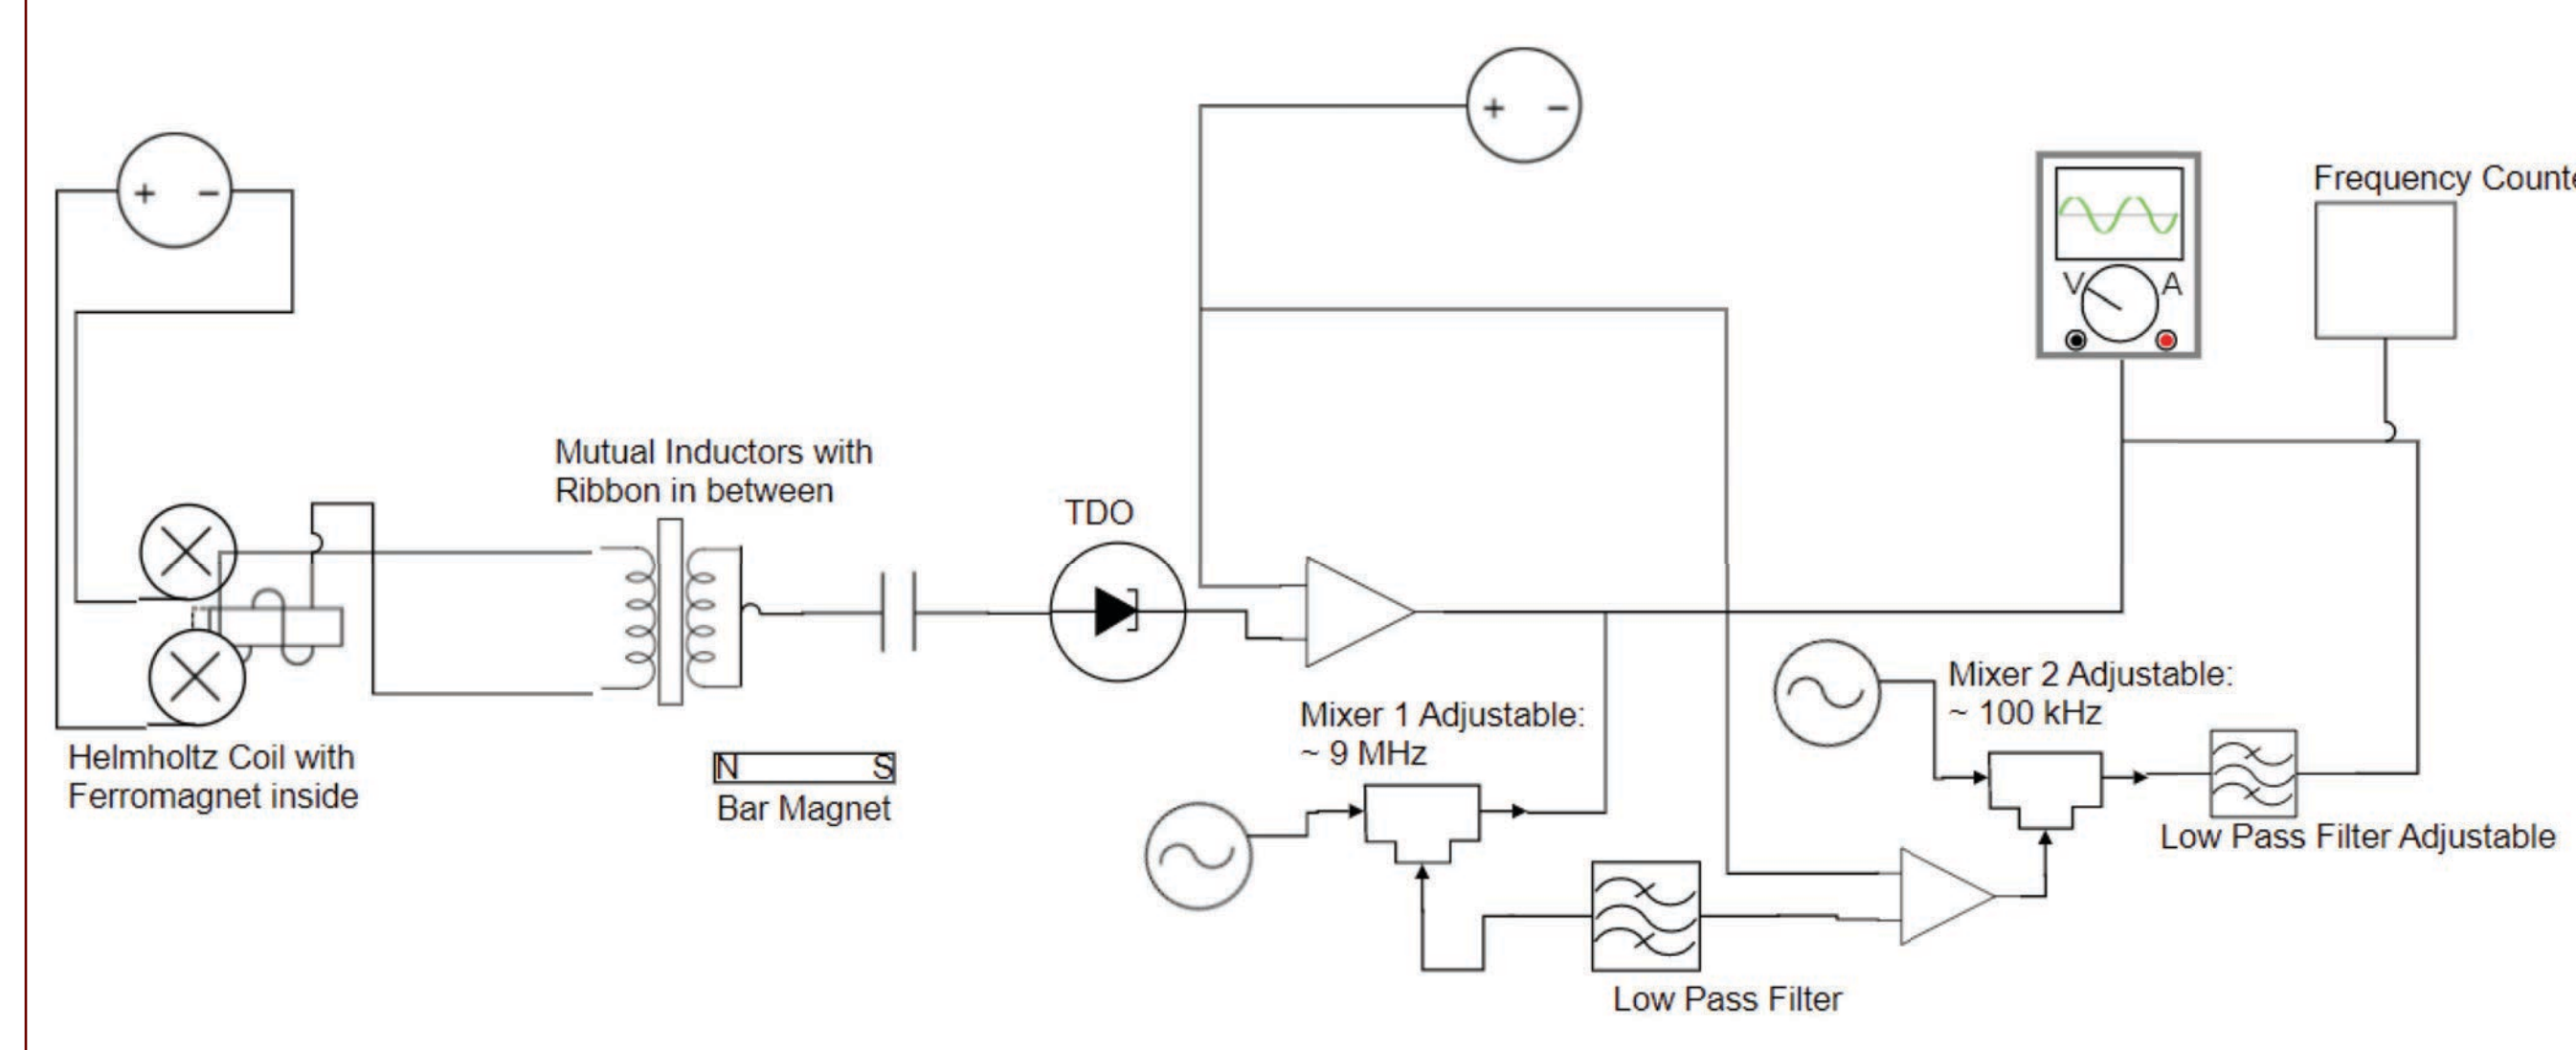 + −
+ −
V A
Frequency Counte
Mutual Inductors with
Ribbon in between
TDO
Helmholtz Coil with
Ferromagnet inside
N S
Bar Magnet
Mixer 1 Adjustable:
~ 9 MHz
Mixer 2 Adjustable:
~ 100 kHz
Low Pass Filter Adjustable
Low Pass Filter